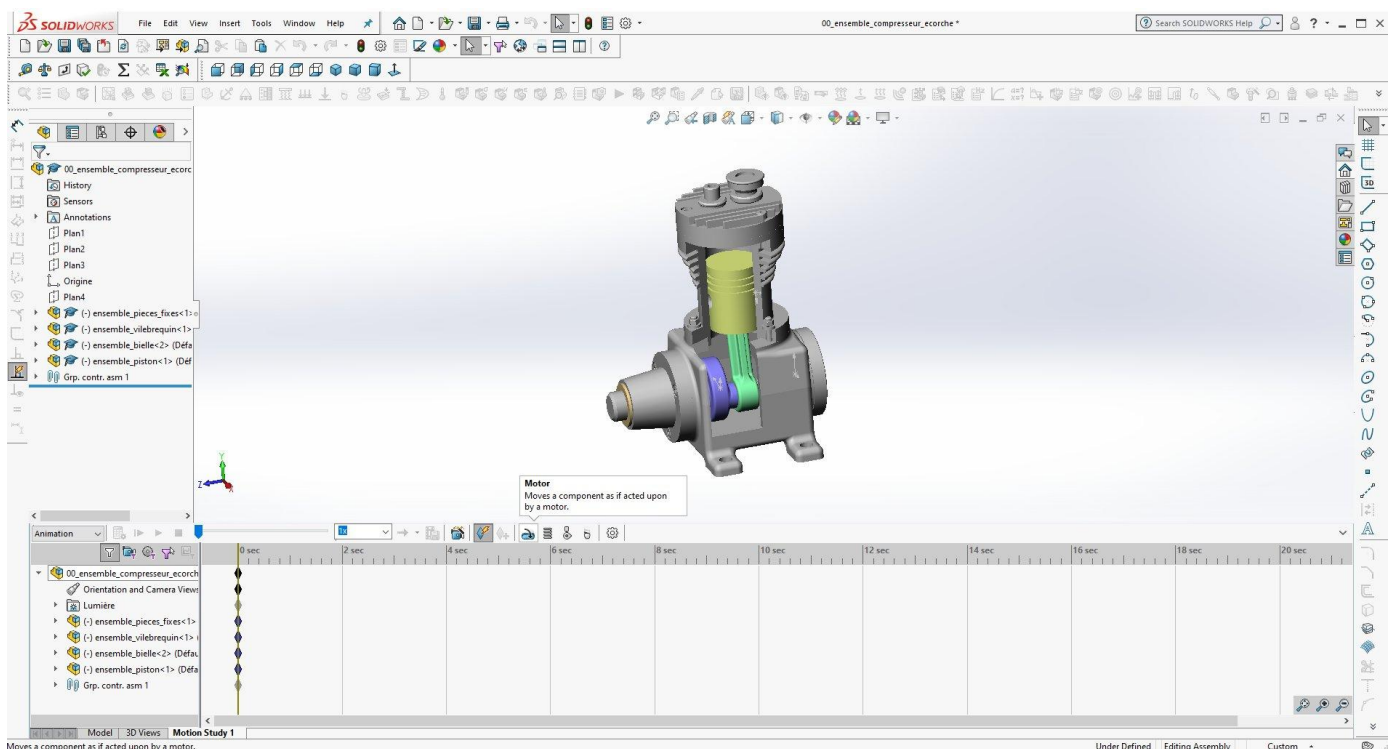 SOLIDWORKS File Edit View Insert Tools Window Help
00_ensemble_compresseur_ecorche *
Search SOLIDWORKS Help
00_ensemble_compresseur_ecorc
History
Sensors
Annotations
Plan1
Plan2
Plan3
Origine
Plan4
(-) ensemble_pieces_fixes<1>
(-) ensemble_vilebrequin<1>
(-) ensemble_bielle<2> (Défa
(-) ensemble_piston<1> (Déf
Grp. contr. asm 1
3D
Y
Z
X
Motor
Moves a component as if acted upon
by a motor.
Animation
1x
0 sec 2 sec 4 sec 6 sec 8 sec 10 sec 12 sec 14 sec 16 sec 18 sec 20 sec
00_ensemble_compresseur_ecorch
Orientation and Camera Views
Lumière
(-) ensemble_pieces_fixes<1>
(-) ensemble_vilebrequin<1> (
(-) ensemble_bielle<2> (Défau
(-) ensemble_piston<1> (Défa
Grp. contr. asm 1
Model 3D Views Motion Study 1
Moves a component as if acted upon by a motor.
Under Defined Editing Assembly Custom